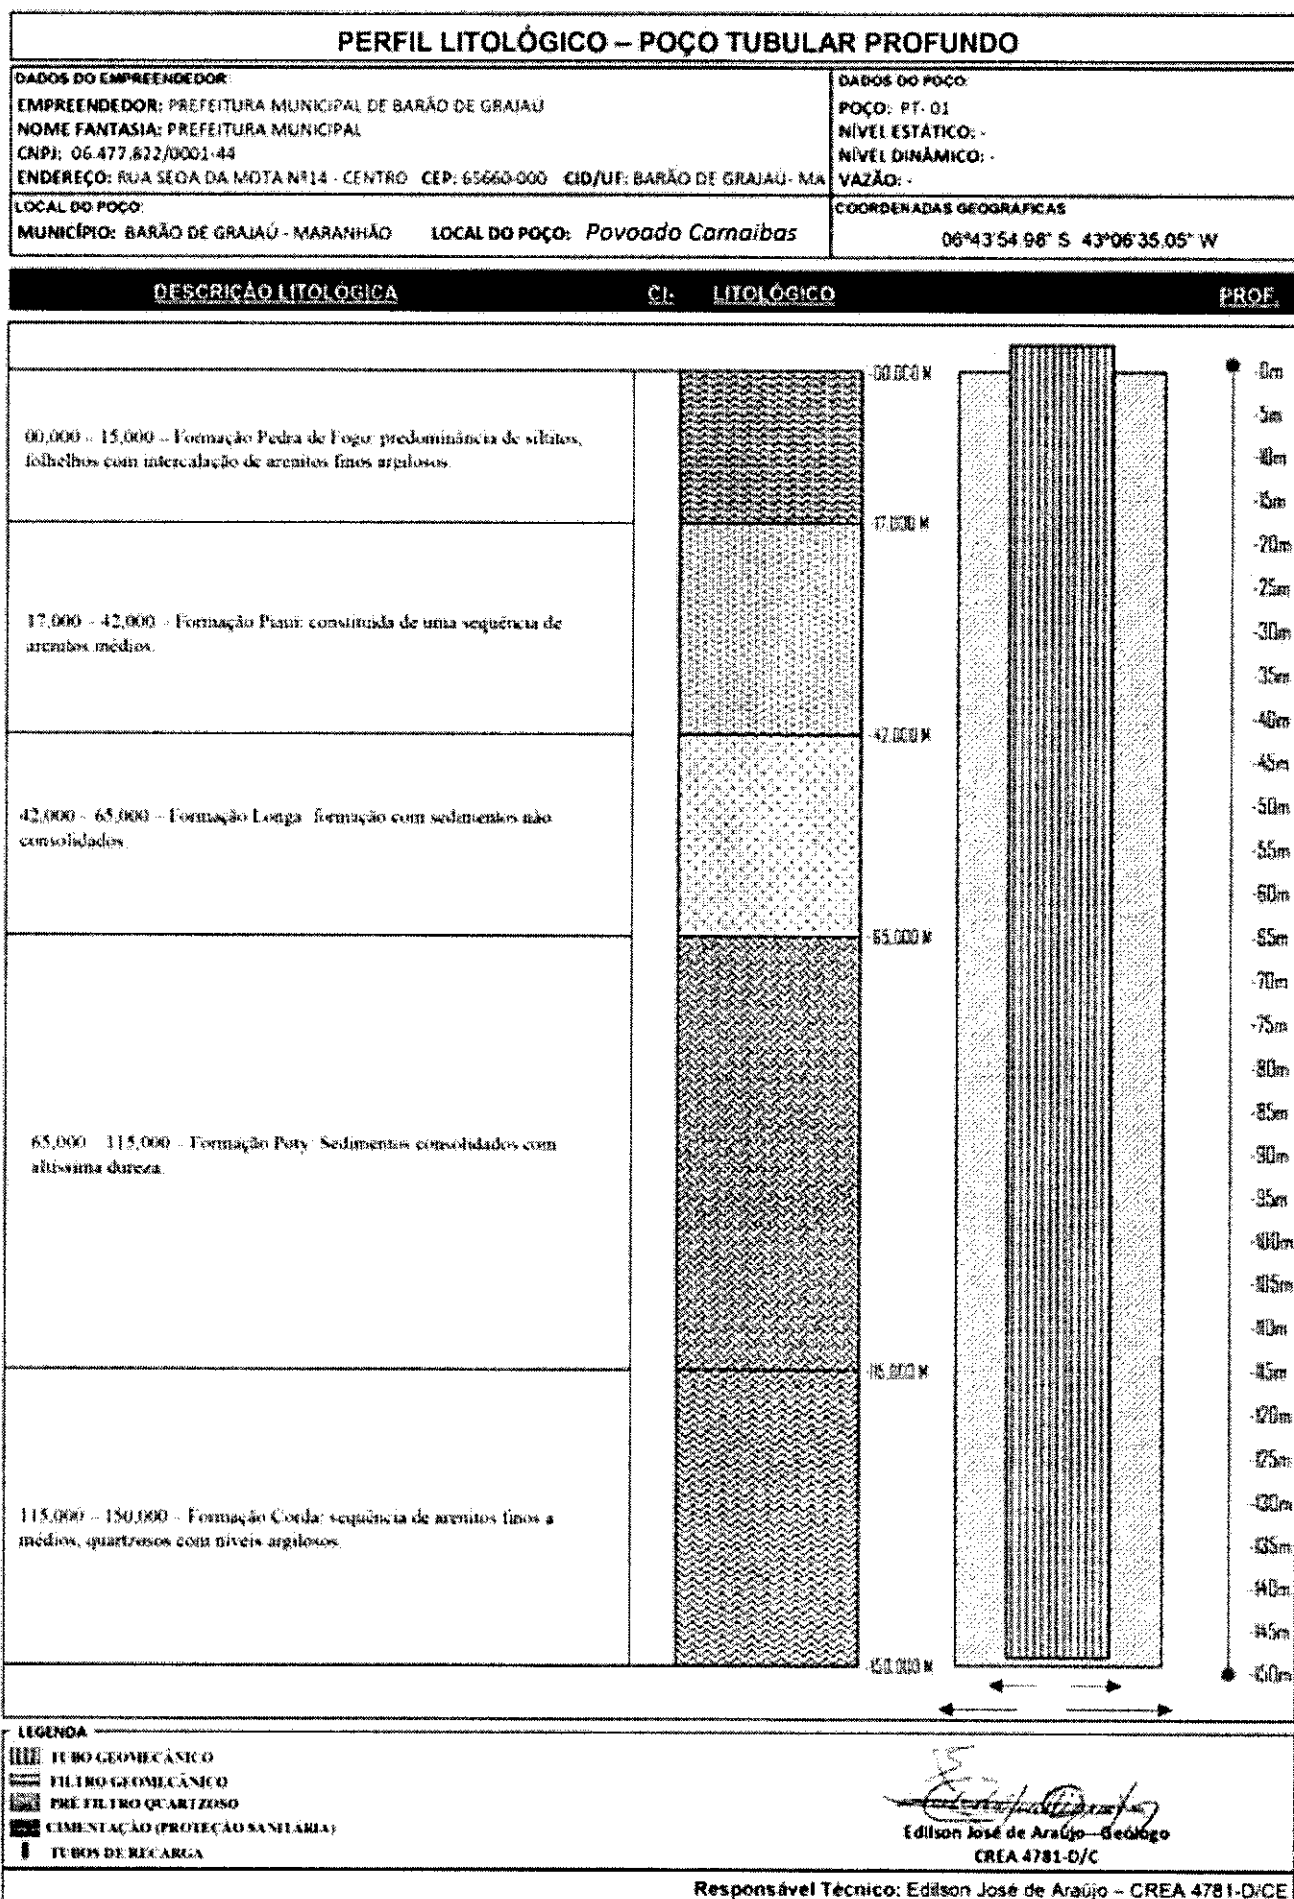 PERFIL LITOLÓGICO – POÇO TUBULAR PROFUNDO
DADOS DO EMPREENDEDOR:
EMPREENDEDOR: PREFEITURA MUNICIPAL DE BARÃO DE GRAJAÚ
NOME FANTASIA: PREFEITURA MUNICIPAL
CNPJ: 06.477.822/0001-44
ENDEREÇO: RUA SEOA DA MOTA Nº14 - CENTRO CEP: 65660-000 CID/UF: BARÃO DE GRAJAÚ- MA
DADOS DO POÇO:
POÇO: PT- 01
NÍVEL ESTÁTICO: -
NÍVEL DINÂMICO: -
VAZÃO: -
LOCAL DO POÇO:
MUNICÍPIO: BARÃO DE GRAJAÚ - MARANHÃO LOCAL DO POÇO: Povoado Carnaibas
COORDENADAS GEOGRÁFICAS
06º43'54.98" S 43º06'35.05" W
DESCRIÇÃO LITOLÓGICA CI- LITOLÓGICO PROF.
00,000 – 15,000 – Formação Pedra de Fogo: predominância de siltitos,
folhelhos com intercalação de arenitos finos argilosos.
17,000 – 42,000 – Formação Piauí: constituída de uma sequência de
arenitos médios.
42,000 – 65,000 – Formação Longa: formação com sedimentos não
consolidados.
65,000 – 115,000 – Formação Poty: Sedimentos consolidados com
altíssima dureza.
115,000 – 150,000 – Formação Corda: sequência de arenitos finos a
médios, quartzosos com níveis argilosos.
-00.000 M
-17.000 M
-42.000 M
-65.000 M
-115.000 M
-150.000 M
-0m
-5m
-10m
-15m
-20m
-25m
-30m
-35m
-40m
-45m
-50m
-55m
-60m
-65m
-70m
-75m
-80m
-85m
-90m
-95m
-100m
-105m
-110m
-115m
-120m
-125m
-130m
-135m
-140m
-145m
-150m
LEGENDA
TUBO GEOMECÂNICO
FILTRO GEOMECÂNICO
PRÉ FILTRO QUARTZOSO
CIMENTAÇÃO (PROTEÇÃO SANITÁRIA)
TUBOS DE RECARGA
Edilson José de Araújo - Geólogo
CREA 4781-D/C
Responsável Técnico: Edilson José de Araújo – CREA 4781-D/CE